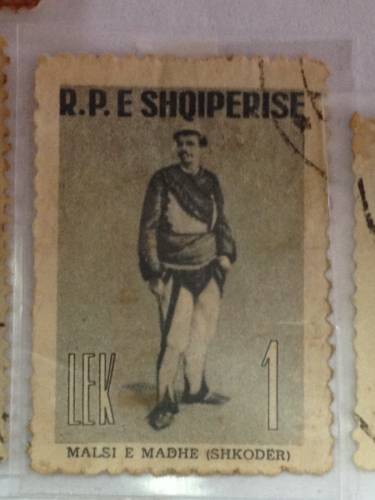 R.P. E SHQIPERISE
LEK 1
MALSI E MADHE (SHKODËR)